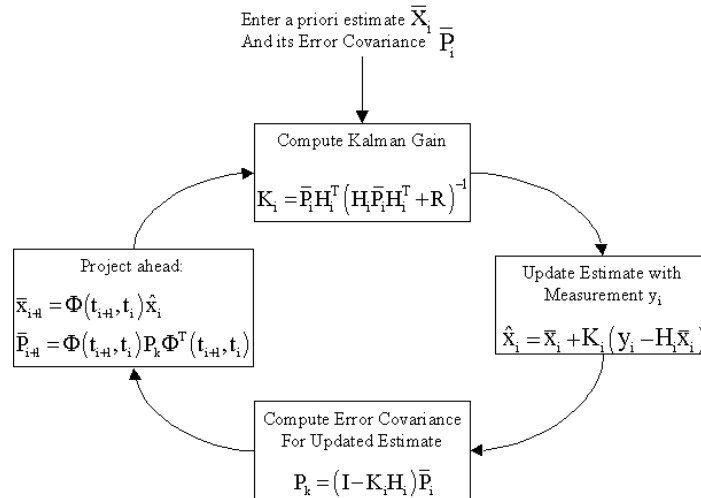 Enter a priori estimate X̅ᵢ
And its Error Covariance P̅ᵢ
Compute Kalman Gain
Kᵢ = P̅ᵢHᵢᵀ(HᵢP̅ᵢHᵢᵀ + R)⁻¹
Project ahead:
x̅ᵢ₊₁ = Φ(tᵢ₊₁, tᵢ)x̂ᵢ
P̅ᵢ₊₁ = Φ(tᵢ₊₁, tᵢ)PₖΦᵀ(tᵢ₊₁, tᵢ)
Update Estimate with
Measurement yᵢ
x̂ᵢ = x̅ᵢ + Kᵢ(yᵢ − Hᵢx̅ᵢ)
Compute Error Covariance
For Updated Estimate
Pₖ = (I − KᵢHᵢ)P̅ᵢ